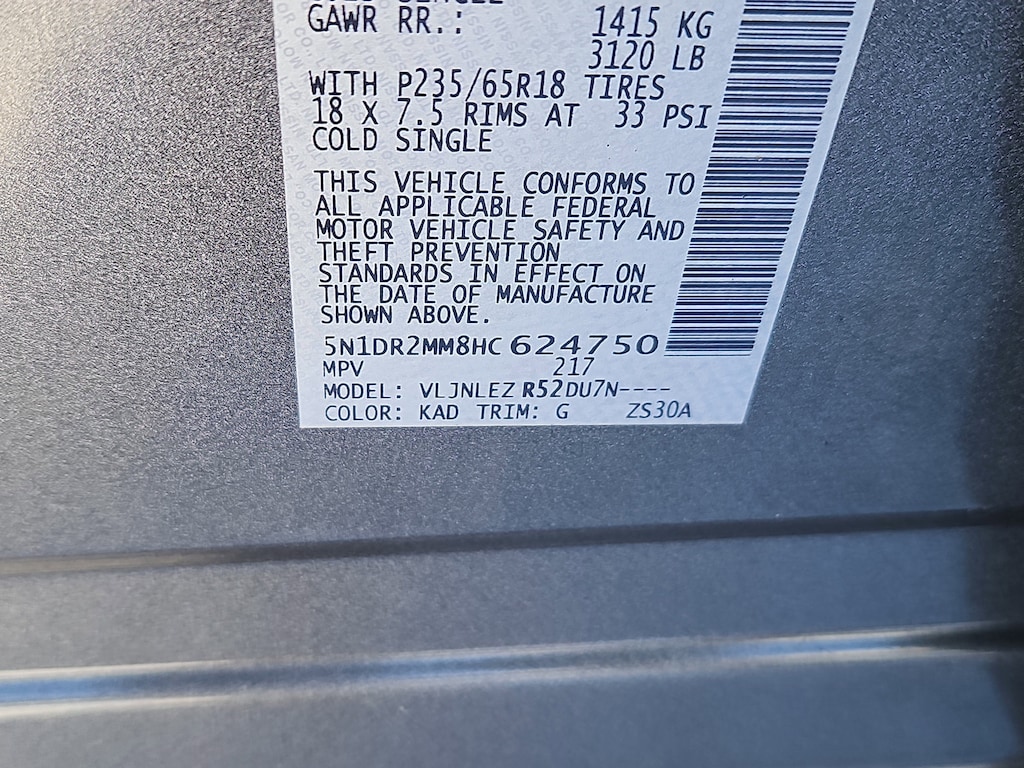 GAWR RR.: 1415 KG
3120 LB
WITH P235/65R18 TIRES
18 X 7.5 RIMS AT 33 PSI
COLD SINGLE
THIS VEHICLE CONFORMS TO
ALL APPLICABLE FEDERAL
MOTOR VEHICLE SAFETY AND
THEFT PREVENTION
STANDARDS IN EFFECT ON
THE DATE OF MANUFACTURE
SHOWN ABOVE.
5N1DR2MM8HC 624750
MPV 217
MODEL: VLJNLEZ R52DU7N----
COLOR: KAD TRIM: G ZS30A